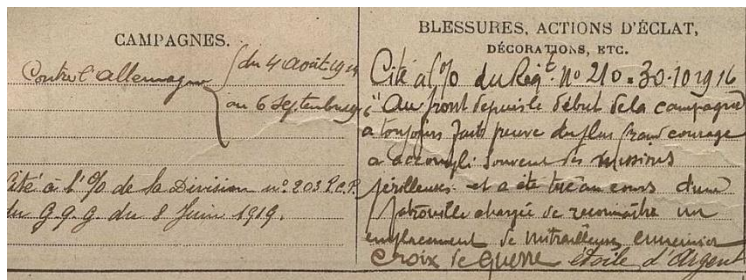 CAMPAGNES.
Contre l'allemagne
du 4 Août 1914
au 6 Septembre
Cité à l'%o de la Division n° 203 P.C.P.
du G.Q.G. du 8 Juin 1919.
BLESSURES, ACTIONS D'ÉCLAT,
DÉCORATIONS, ETC.
Cité à l'%o du Régt. N° 210 = 30-10 1916
"Au front depuis le début de la campagne
a toujours fait preuve du plus grand courage
a accompli souvent des missions
périlleuses et a été tué au cours d'une
patrouille chargée de reconnaître un
emplacement de mitrailleuses ennemies
Croix de Guerre étoile d'Argent